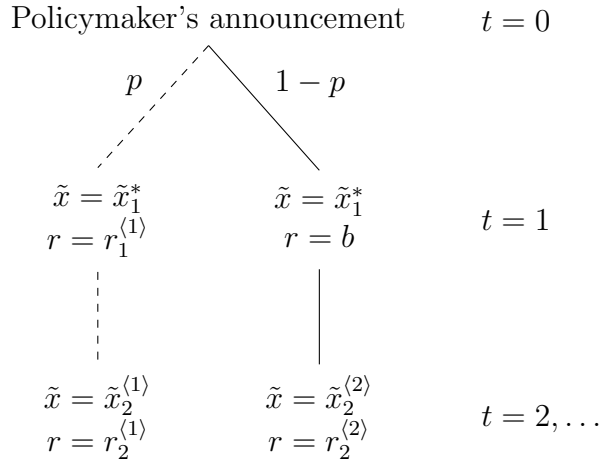 Policymaker's announcement t = 0
p 1 − p
x̃ = x̃₁* x̃ = x̃₁*
r = r₁⟨¹⟩ r = b t = 1
x̃ = x̃₂⟨¹⟩ x̃ = x̃₂⟨²⟩
r = r₂⟨¹⟩ r = r₂⟨²⟩ t = 2, …